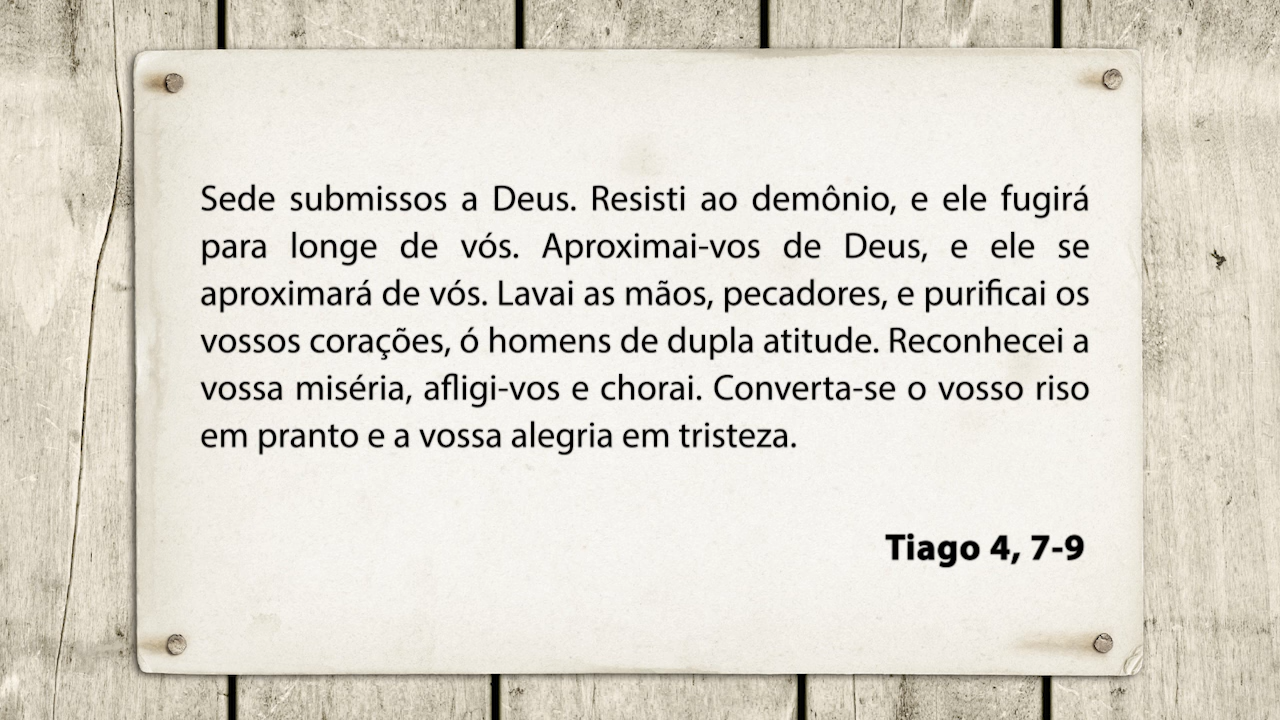 Sede submissos a Deus. Resisti ao demônio, e ele fugirá
para longe de vós. Aproximai-vos de Deus, e ele se
aproximará de vós. Lavai as mãos, pecadores, e purificai os
vossos corações, ó homens de dupla atitude. Reconhecei a
vossa miséria, afligi-vos e chorai. Converta-se o vosso riso
em pranto e a vossa alegria em tristeza.
Tiago 4, 7-9